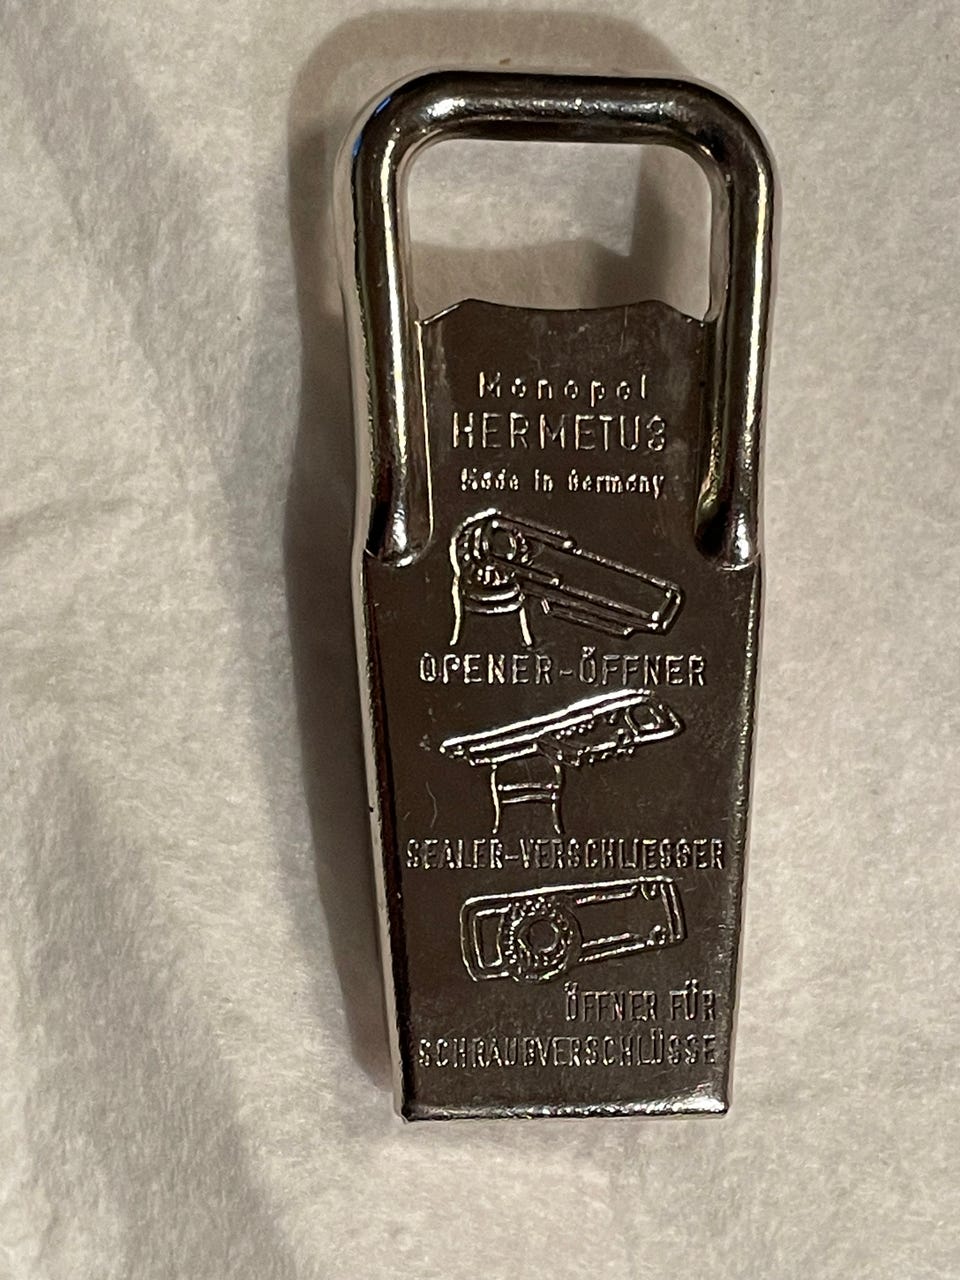 Monopol
HERMETUS
Made in Germany
OPENER-ÖFFNER
SEALER-VERSCHLIESSER
ÖFFNER FÜR
SCHRAUBVERSCHLÜSSE